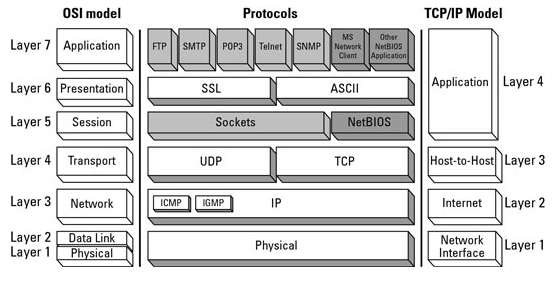 OSI model Protocols TCP/IP Model
Layer 7 Application FTP SMTP POP3 Telnet SNMP MS Network Client Other NetBIOS Application
Layer 6 Presentation SSL ASCII Application Layer 4
Layer 5 Session Sockets NetBIOS
Layer 4 Transport UDP TCP Host-to-Host Layer 3
Layer 3 Network ICMP IGMP IP Internet Layer 2
Layer 2 Data Link
Layer 1 Physical Physical Network Interface Layer 1